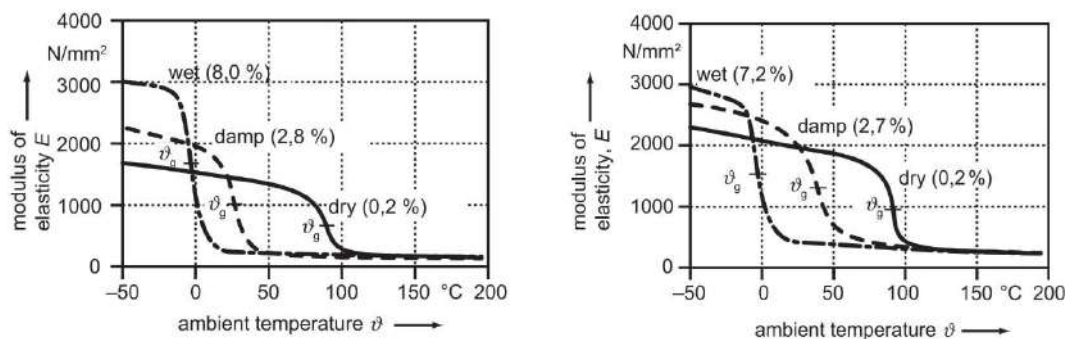 4000
N/mm²
3000
2000
1000
0
modulus of
elasticity E
wet (8,0 %)
damp (2,8 %)
dry (0,2 %)
ϑg
ϑg
ϑg
–50 0 50 100 150 °C 200
ambient temperature ϑ
4000
N/mm²
3000
2000
1000
0
modulus of
elasticity, E
wet (7,2 %)
damp (2,7 %)
dry (0,2 %)
ϑg
ϑg
ϑg
–50 0 50 100 150 °C 200
ambient temperature ϑ